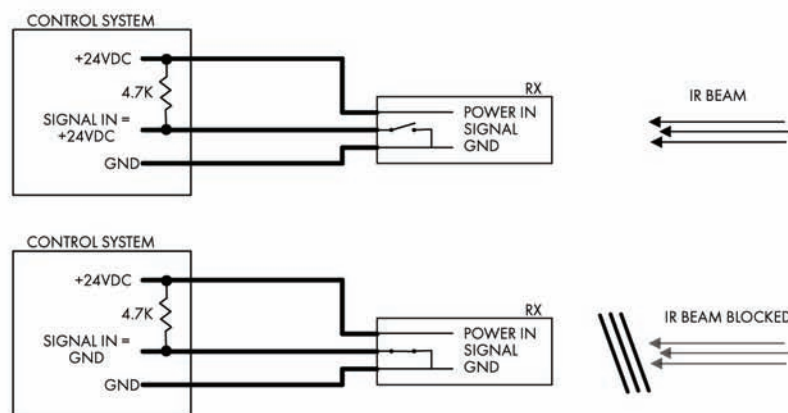 CONTROL SYSTEM
+24VDC
4.7K
SIGNAL IN =
+24VDC
GND
RX
POWER IN
SIGNAL
GND
IR BEAM
CONTROL SYSTEM
+24VDC
4.7K
SIGNAL IN =
GND
GND
RX
POWER IN
SIGNAL
GND
IR BEAM BLOCKED